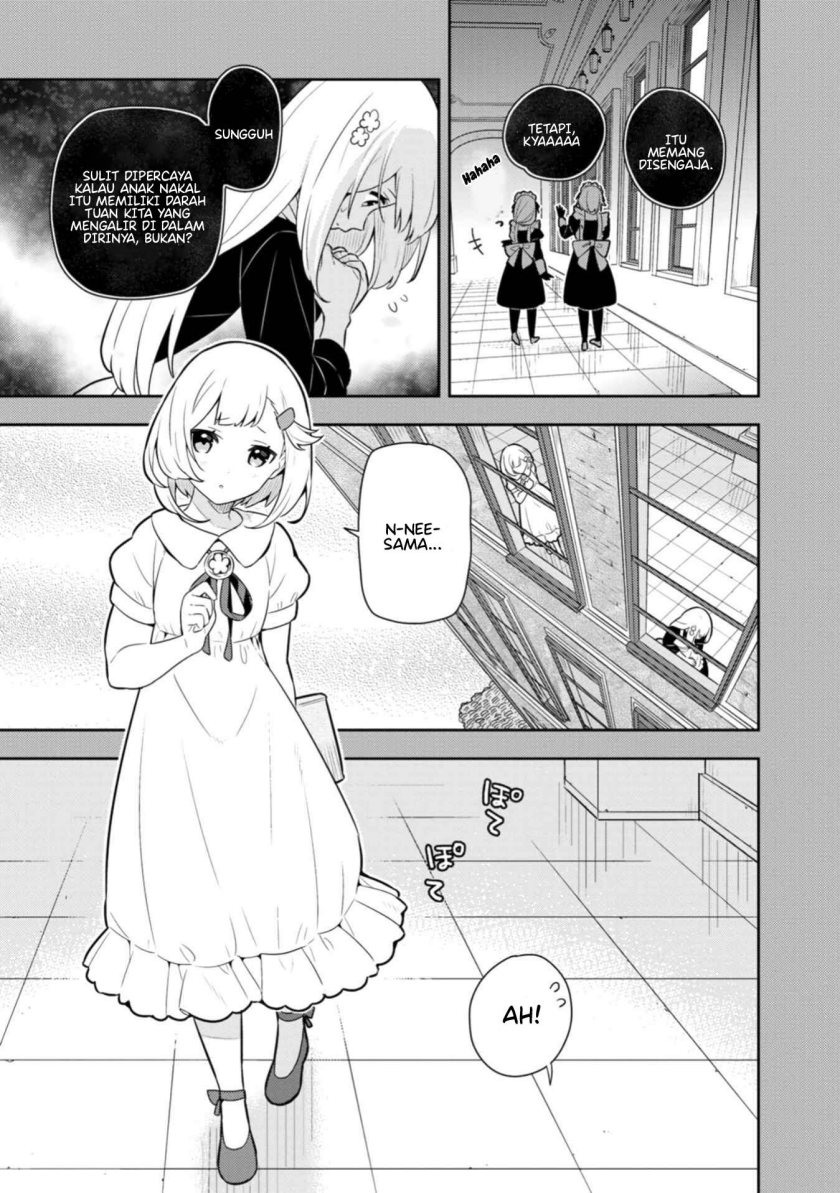 ITU
MEMANG
DISENGAJA.
TETAPI,
KYAAAAA
Hahaha
SUNGGUH
SULIT DIPERCAYA
KALAU ANAK NAKAL
ITU MEMILIKI DARAH
TUAN KITA YANG
MENGALIR DI DALAM
DIRINYA, BUKAN?
N-NEE-
SAMA...
ぽて
ぽて
AH!